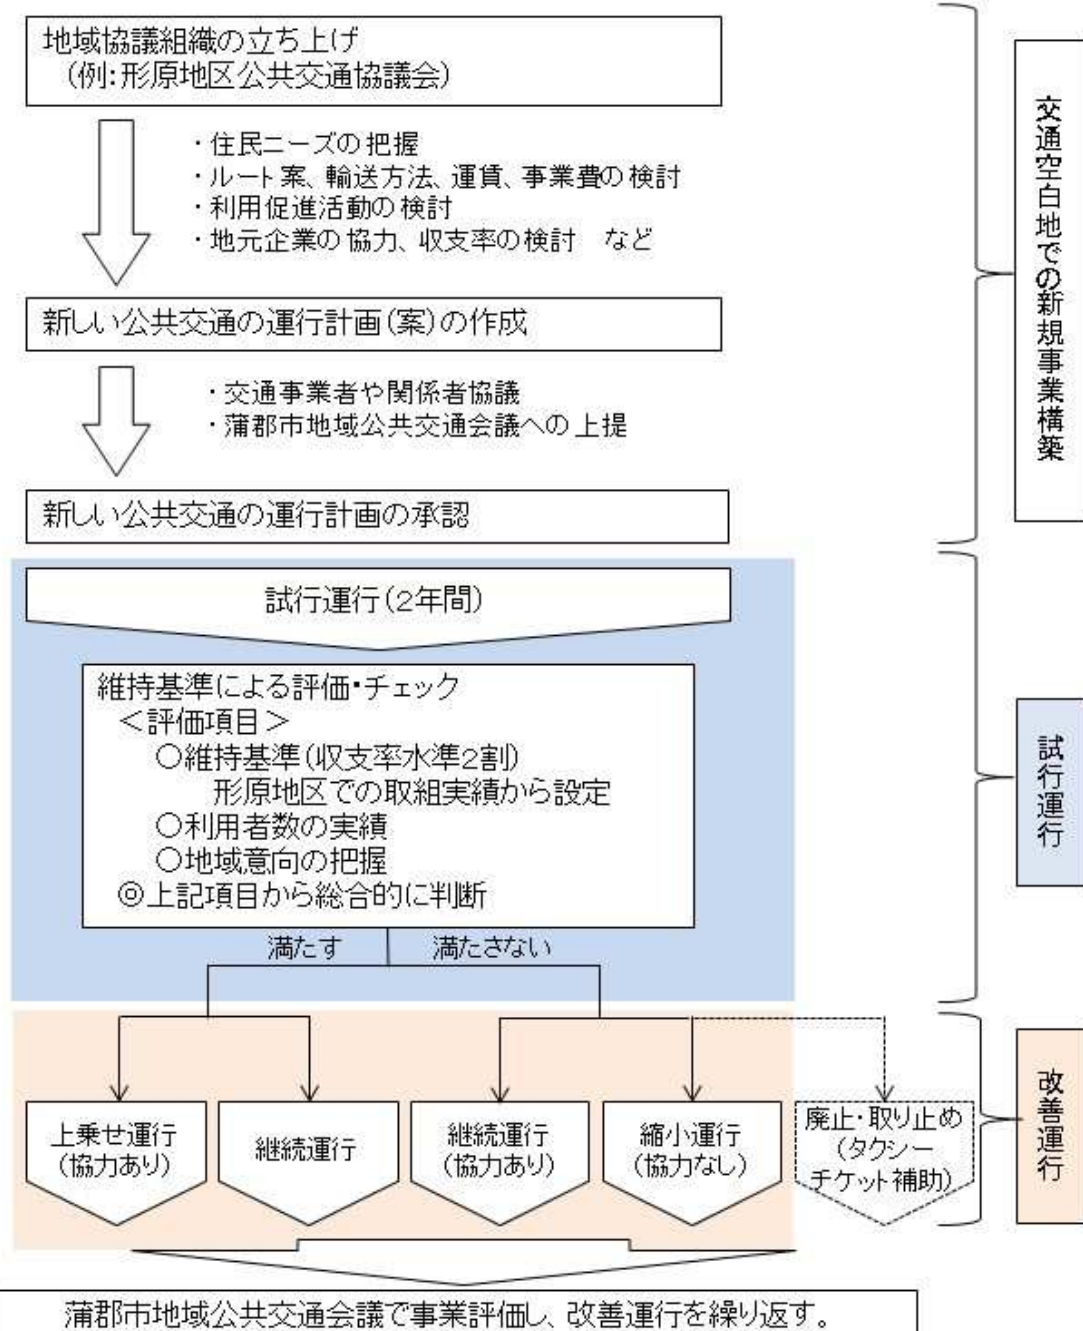 地域協議組織の立ち上げ
（例：形原地区公共交通協議会）
・住民ニーズの把握
・ルート案、輸送方法、運賃、事業費の検討
・利用促進活動の検討
・地元企業の協力、収支率の検討　など
新しい公共交通の運行計画（案）の作成
・交通事業者や関係者協議
・蒲郡市地域公共交通会議への上提
新しい公共交通の運行計画の承認
交通空白地での新規事業構築
試行運行（２年間）
維持基準による評価・チェック
＜評価項目＞
○維持基準（収支率水準２割）
形原地区での取組実績から設定
○利用者数の実績
○地域意向の把握
◎上記項目から総合的に判断
満たす
満たさない
試行運行
上乗せ運行
（協力あり）
継続運行
継続運行
（協力あり）
縮小運行
（協力なし）
廃止・取り止め
（タクシー
チケット補助）
改善運行
蒲郡市地域公共交通会議で事業評価し、改善運行を繰り返す。